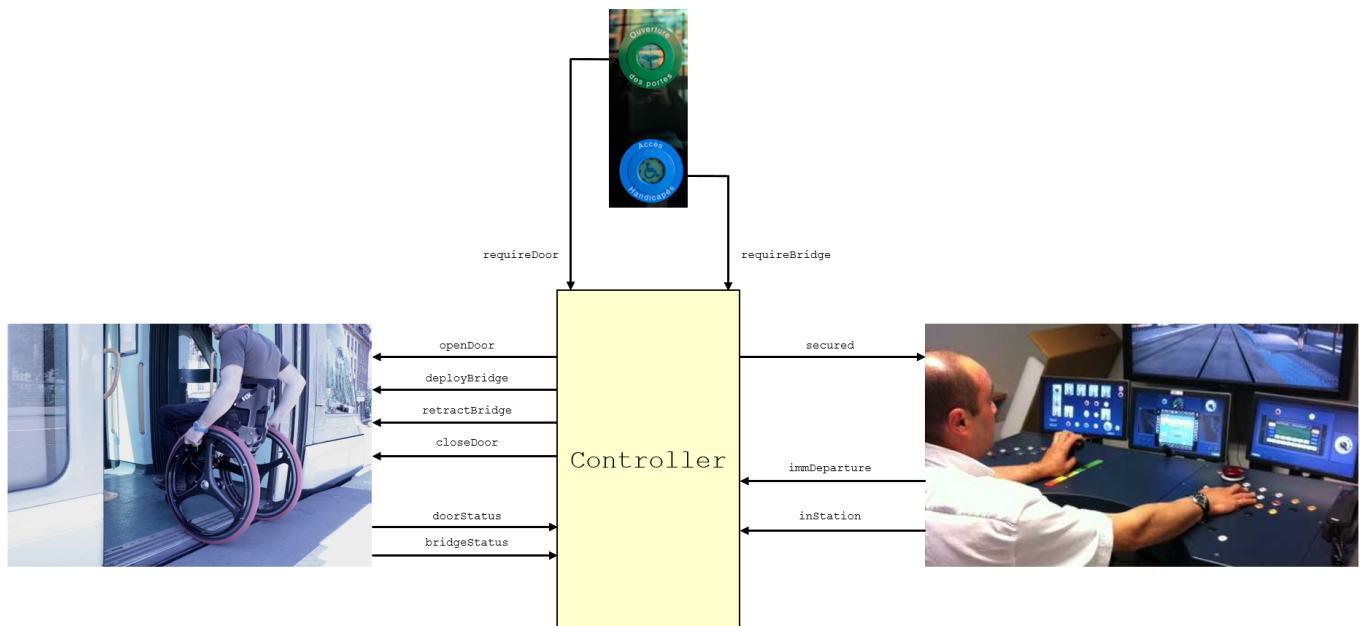 Ouverture
des portes
Accès
Handicapés
requireDoor
requireBridge
openDoor
deployBridge
retractBridge
closeDoor
doorStatus
bridgeStatus
Controller
secured
immDeparture
inStation